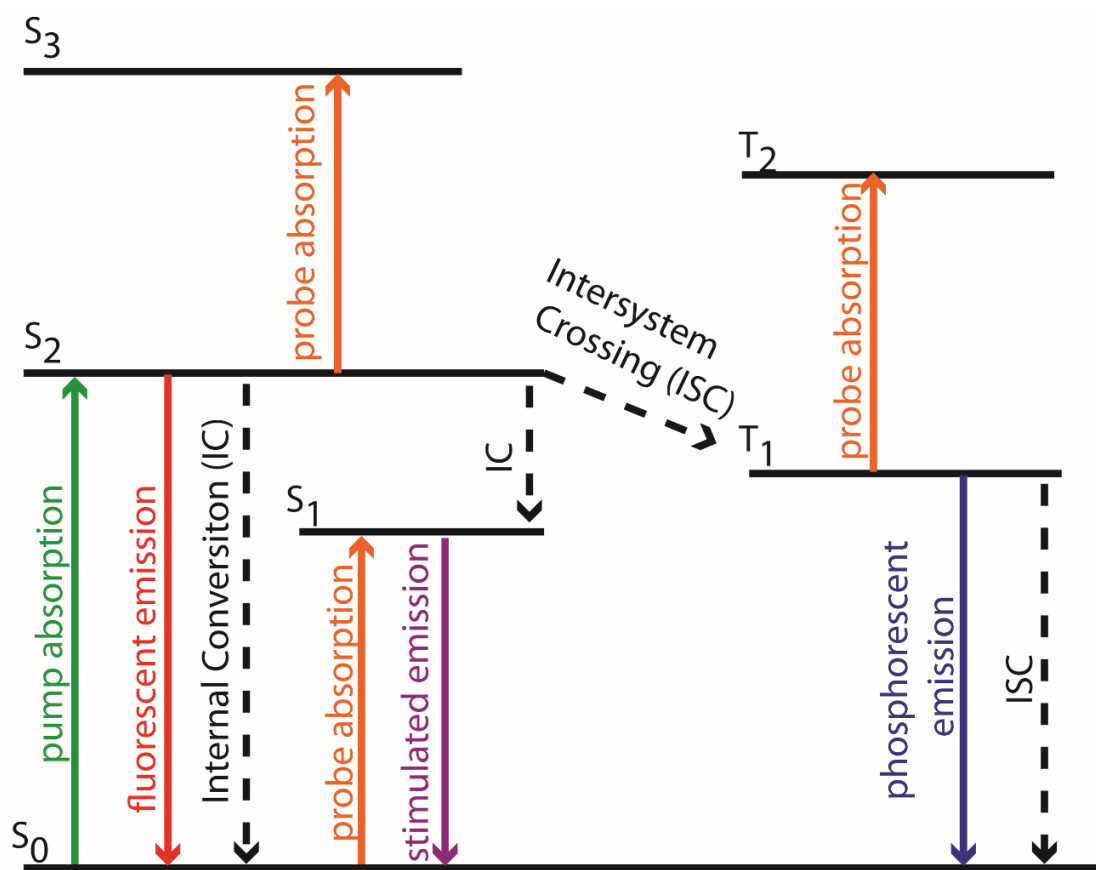 S3
probe absorption
T2
probe absorption
Intersystem
Crossing (ISC)
S2
T1
pump absorption
fluorescent emission
Internal Conversiton (IC)
IC
S1
probe absorption
stimulated emission
phosphorescent
emission
ISC
S0